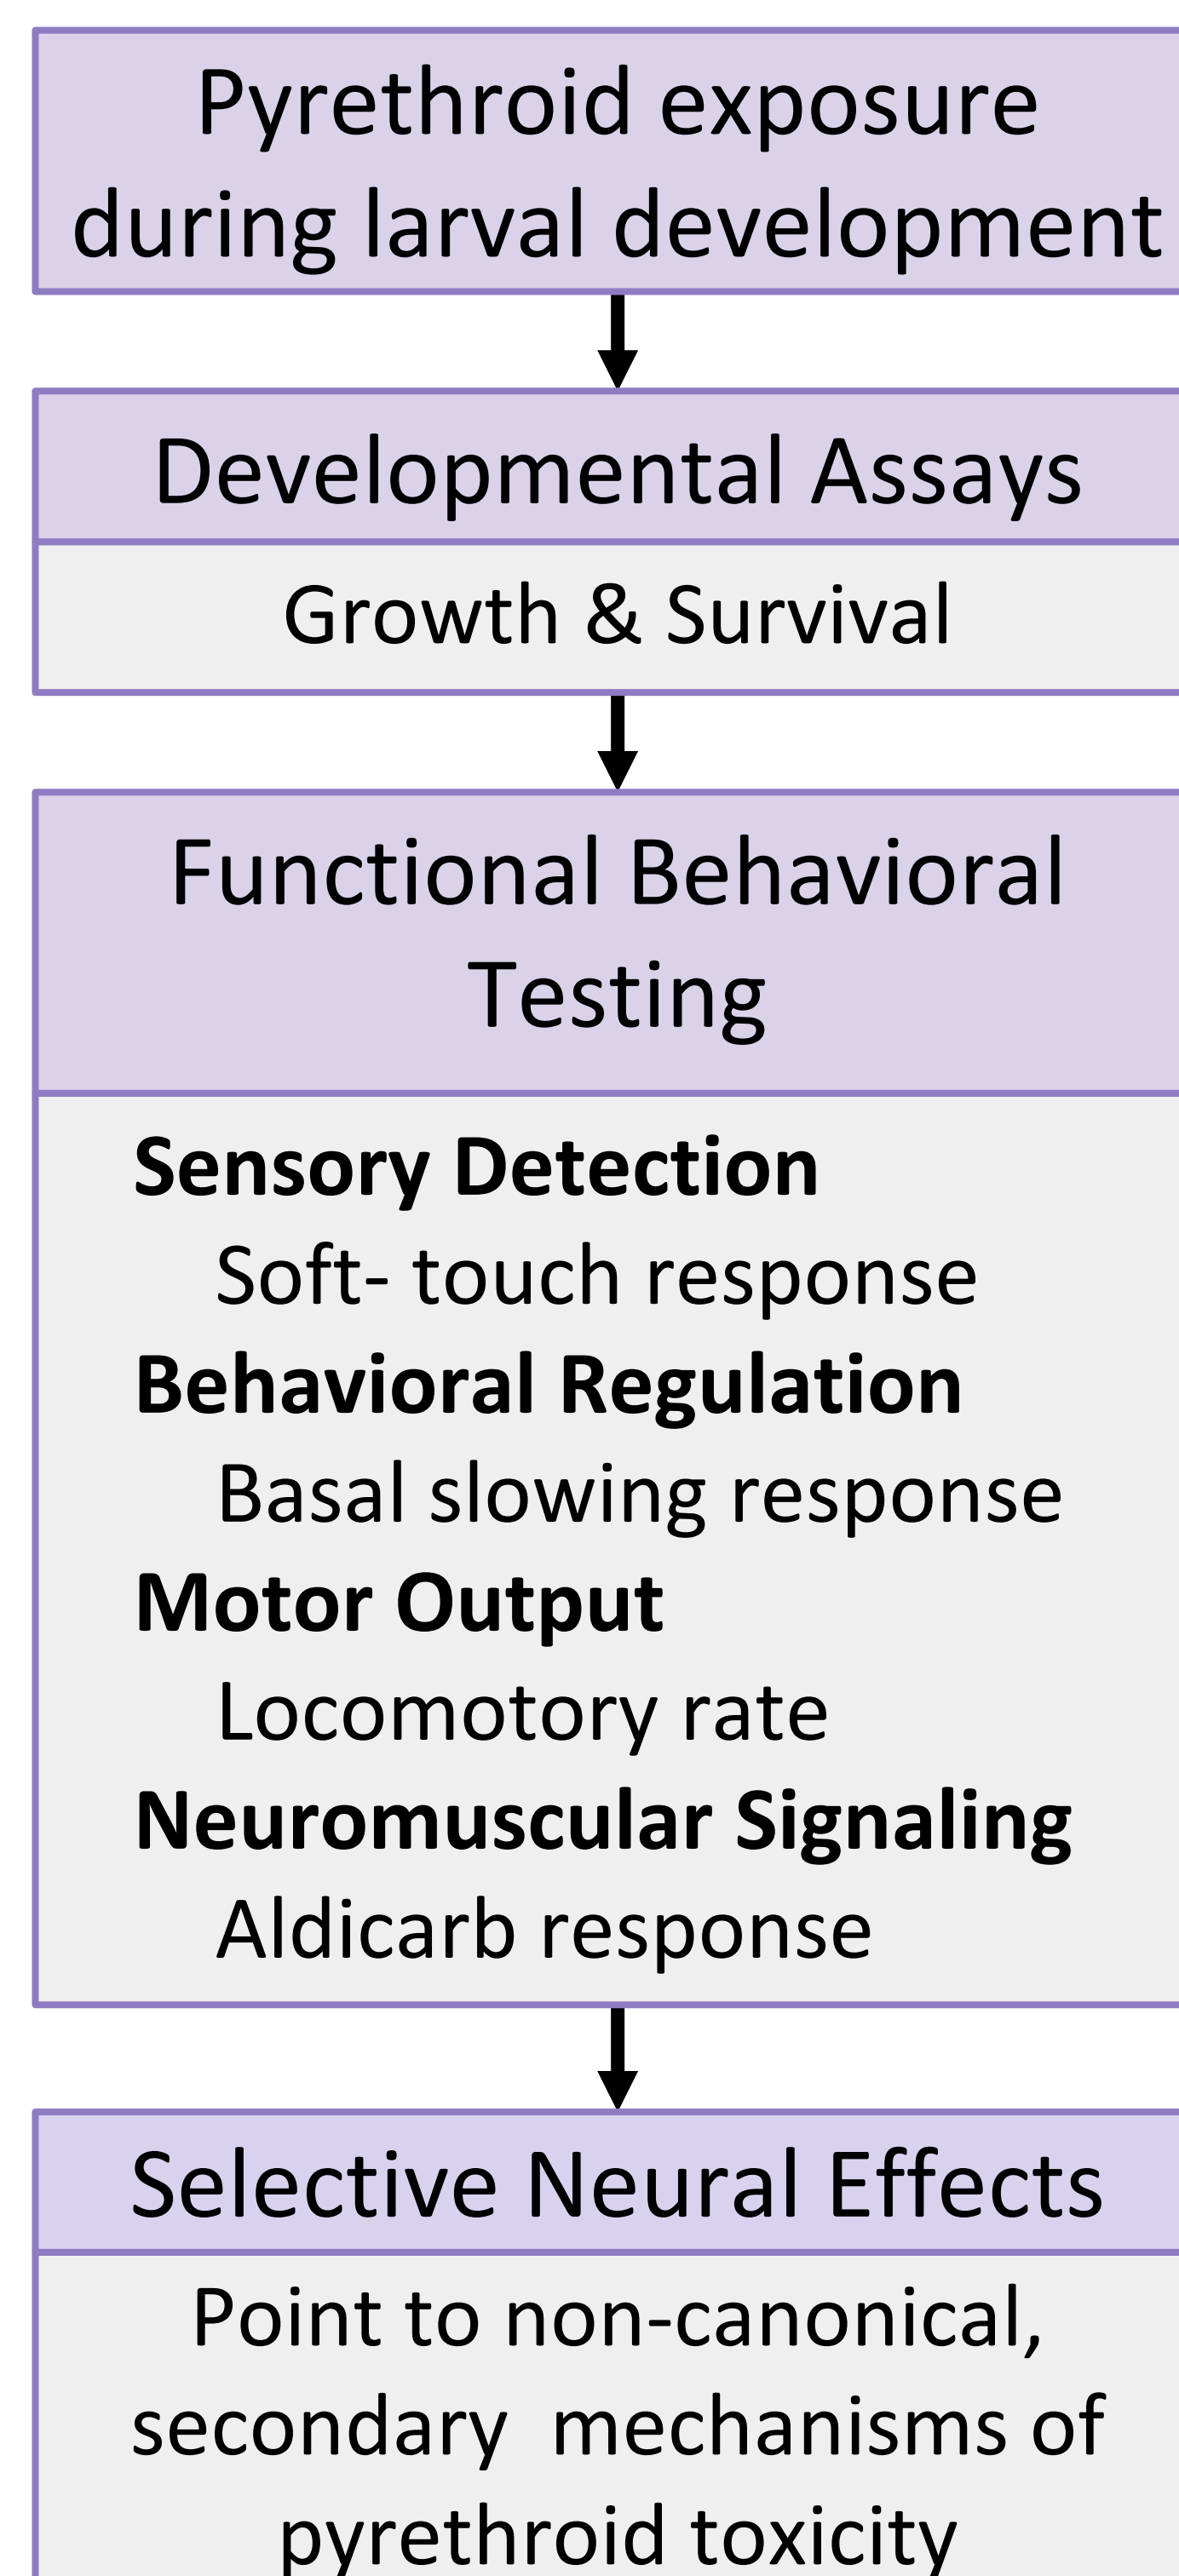 Pyrethroid exposure
during larval development
Developmental Assays
Growth & Survival
Functional Behavioral
Testing
Sensory Detection
Soft- touch response
Behavioral Regulation
Basal slowing response
Motor Output
Locomotory rate
Neuromuscular Signaling
Aldicarb response
Selective Neural Effects
Point to non-canonical,
secondary  mechanisms of
pyrethroid toxicity